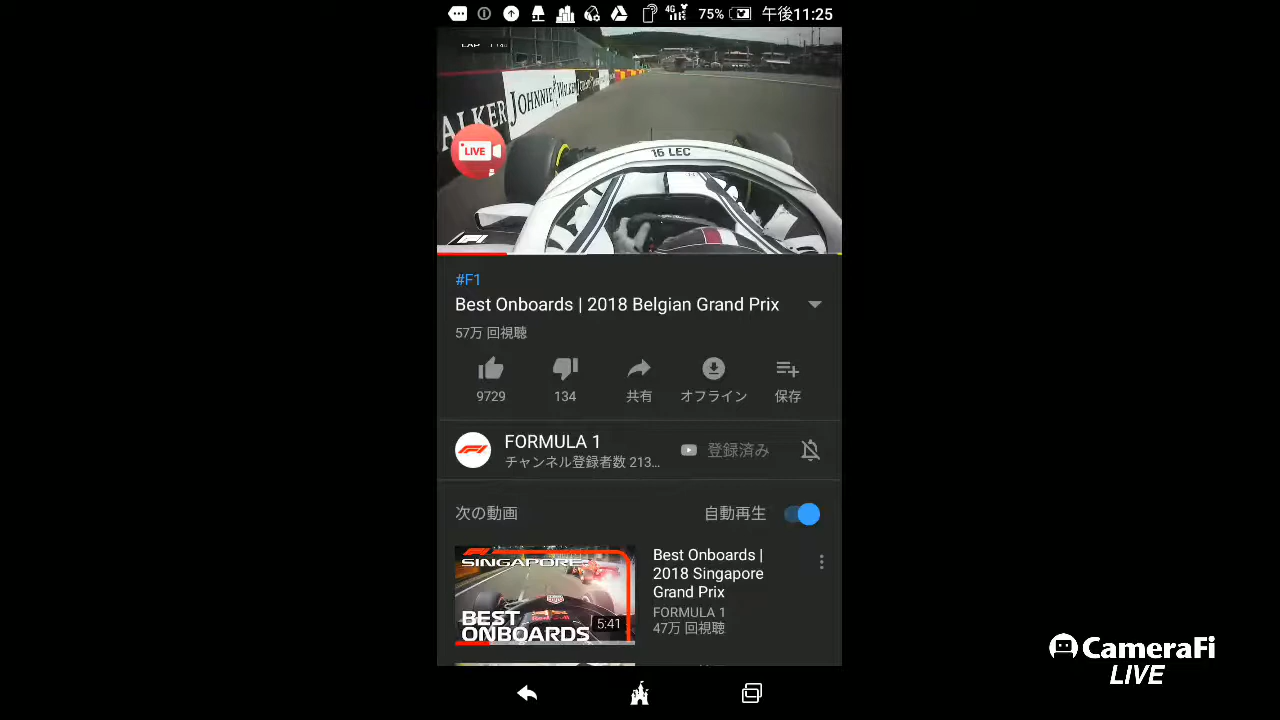 4G 75% 午後11:25
ALKER
JOHNNIE WALKER
LIVE
16 LEC
#F1
Best Onboards | 2018 Belgian Grand Prix
57万 回視聴
9729
134
共有
オフライン
保存
FORMULA 1
チャンネル登録者数 213…
登録済み
次の動画
自動再生
SINGAPORE
BEST
ONBOARDS
5:41
Best Onboards |
2018 Singapore
Grand Prix
FORMULA 1
47万 回視聴
CameraFi
LIVE